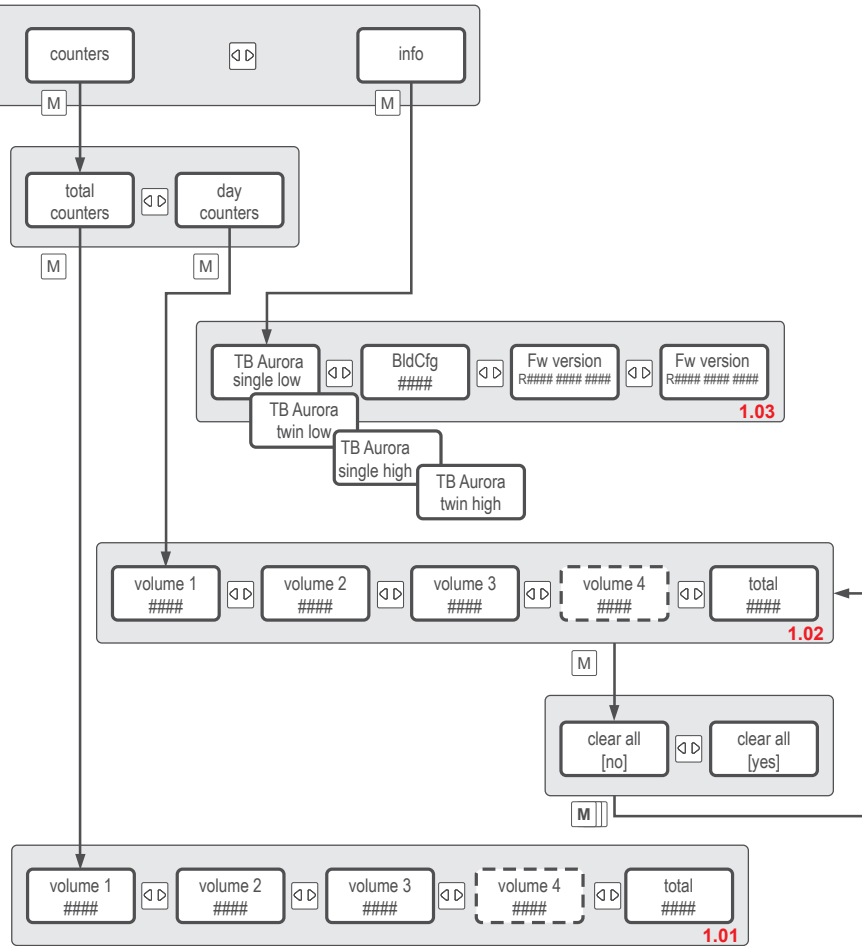 counters
info
M
M
total
counters
day
counters
M
M
TB Aurora
single low
BldCfg
####
Fw version
R#### #### ####
Fw version
R#### #### ####
1.03
TB Aurora
twin low
TB Aurora
single high
TB Aurora
twin high
volume 1
####
volume 2
####
volume 3
####
volume 4
####
total
####
1.02
M
clear all
[no]
clear all
[yes]
M
volume 1
####
volume 2
####
volume 3
####
volume 4
####
total
####
1.01